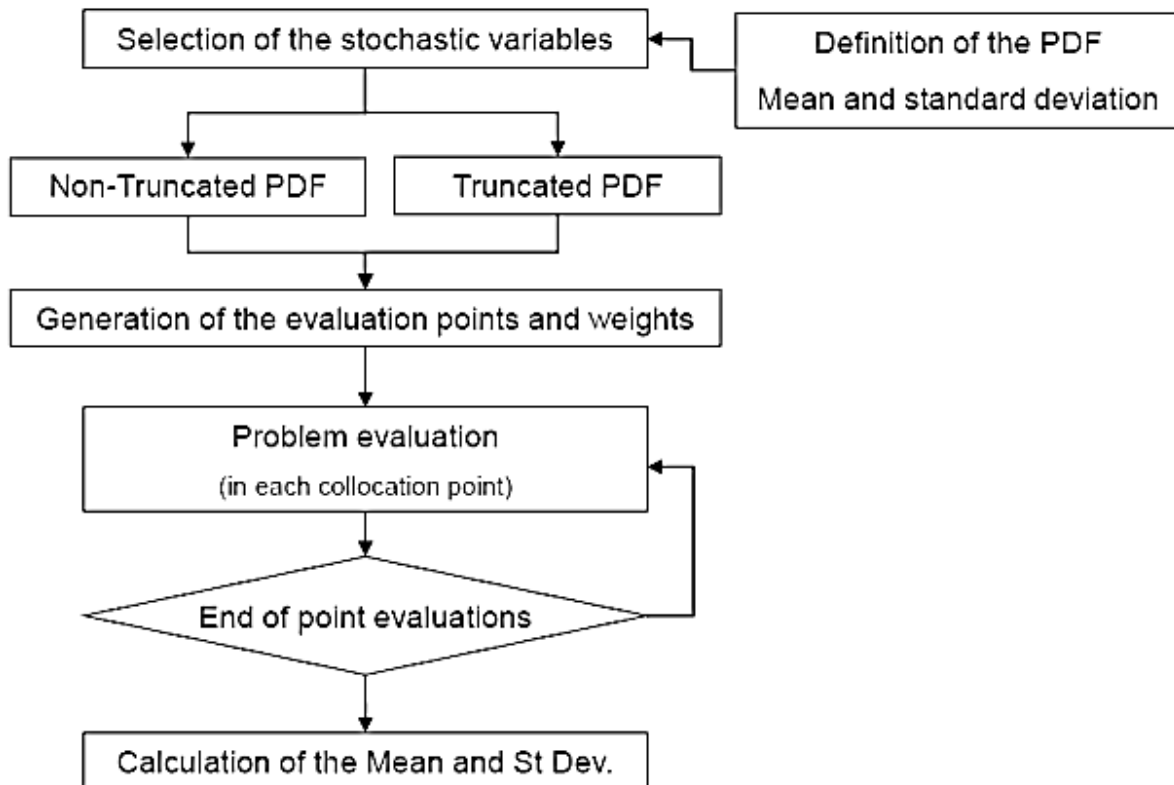 Selection of the stochastic variables
Definition of the PDF
Mean and standard deviation
Non-Truncated PDF
Truncated PDF
Generation of the evaluation points and weights
Problem evaluation
(in each collocation point)
End of point evaluations
Calculation of the Mean and St Dev.